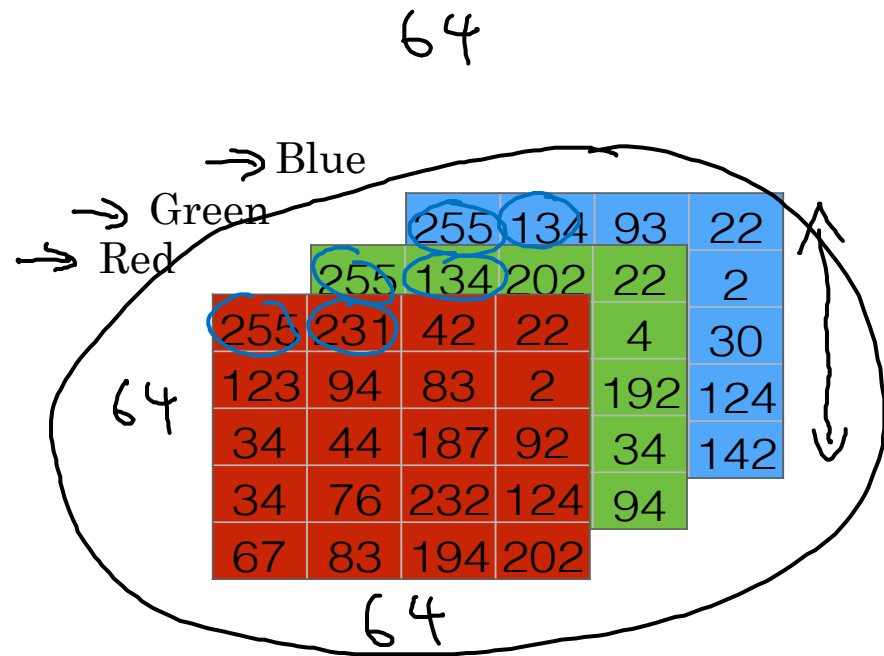 64
Blue
Green
Red
255 134 93 22
255 134 202 22 2
255 231 42 22 4 30
123 94 83 2 192 124
64
34 44 187 92 34 142
34 76 232 124 94
67 83 194 202
64